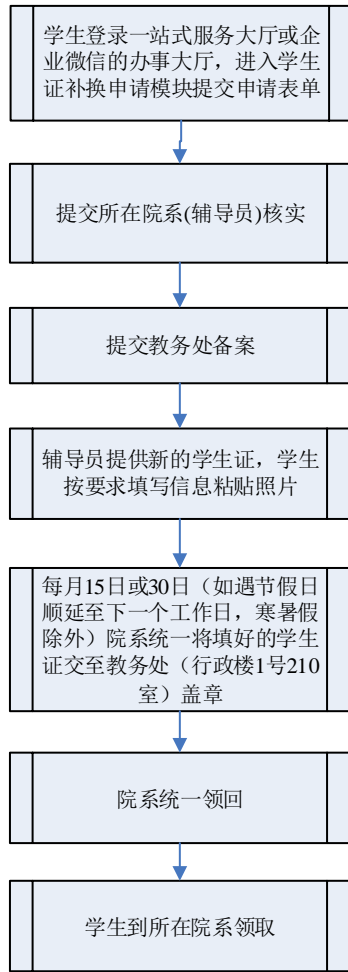 学生登录一站式服务大厅或企
业微信的办事大厅，进入学生
证补换申请模块提交申请表单
提交所在院系(辅导员)核实
提交教务处备案
辅导员提供新的学生证，学生
按要求填写信息粘贴照片
每月15日或30日（如遇节假日
顺延至下一个工作日，寒暑假
除外）院系统一将填好的学生
证交至教务处（行政楼1号210
室）盖章
院系统一领回
学生到所在院系领取